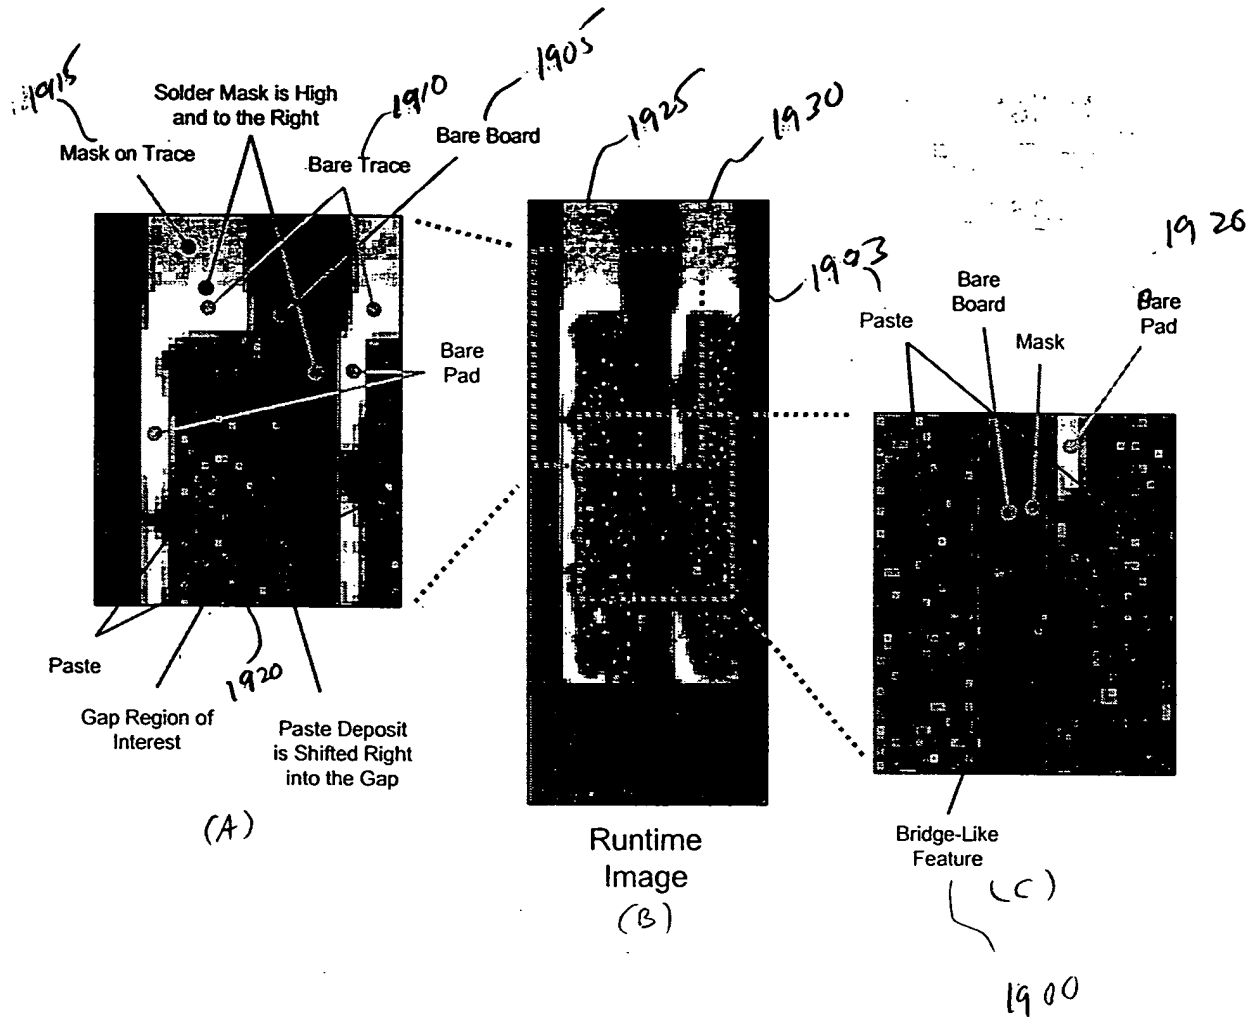 1905
1915
Solder Mask is High
and to the Right
1910
Bare Board
1925
1930
Mask on Trace
Bare Trace
1903
1926
Bare
Board
Bare
Pad
Paste
Mask
Bare
Pad
Paste
1920
Gap Region of
Interest
Paste Deposit
is Shifted Right
into the Gap
(A)
Runtime
Image
(B)
Bridge-Like
Feature
(C)
1900